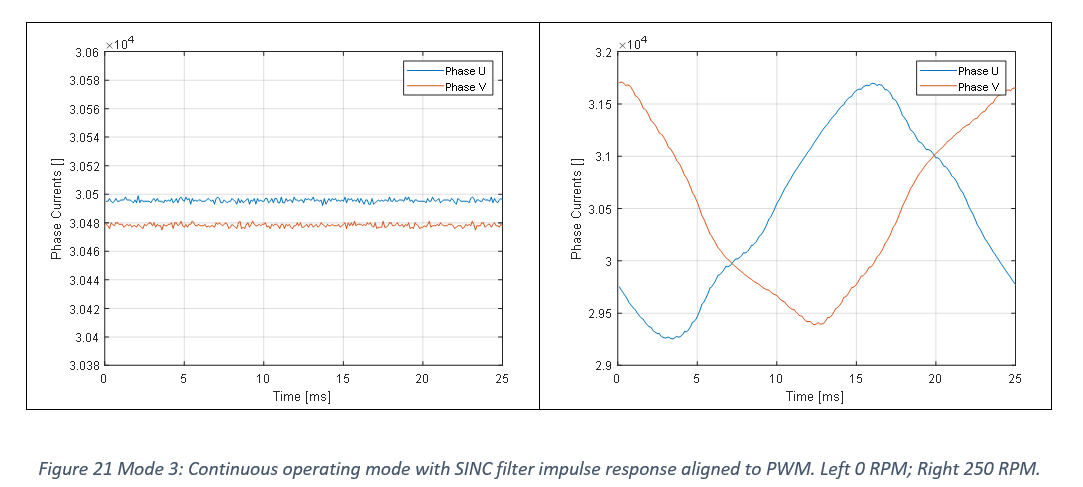 ×10⁴
3.06
3.058
3.056
3.054
3.052
3.05
3.048
3.046
3.044
3.042
3.04
3.038
Phase Currents []
Phase U
Phase V
0 5 10 15 20 25
Time [ms]
×10⁴
3.2
3.15
3.1
3.05
3
2.95
2.9
Phase Currents []
Phase U
Phase V
0 5 10 15 20 25
Time [ms]
Figure 21 Mode 3: Continuous operating mode with SINC filter impulse response aligned to PWM. Left 0 RPM; Right 250 RPM.